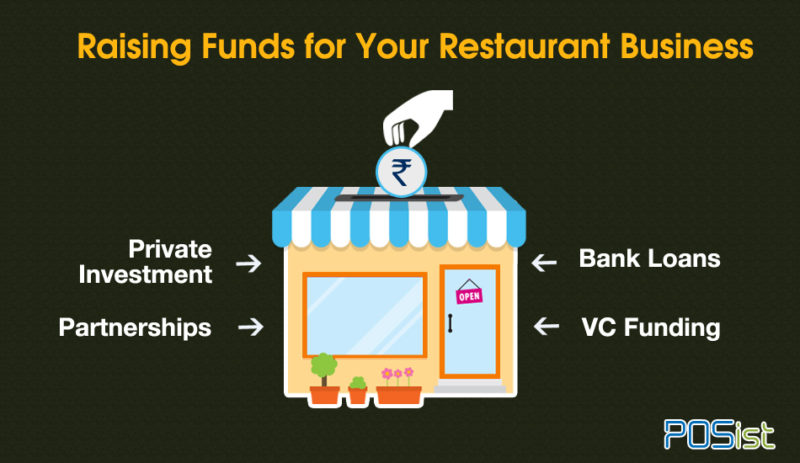 Raising Funds for Your Restaurant Business
₹
Private
Investment
Bank Loans
OPEN
Partnerships
VC Funding
POSist